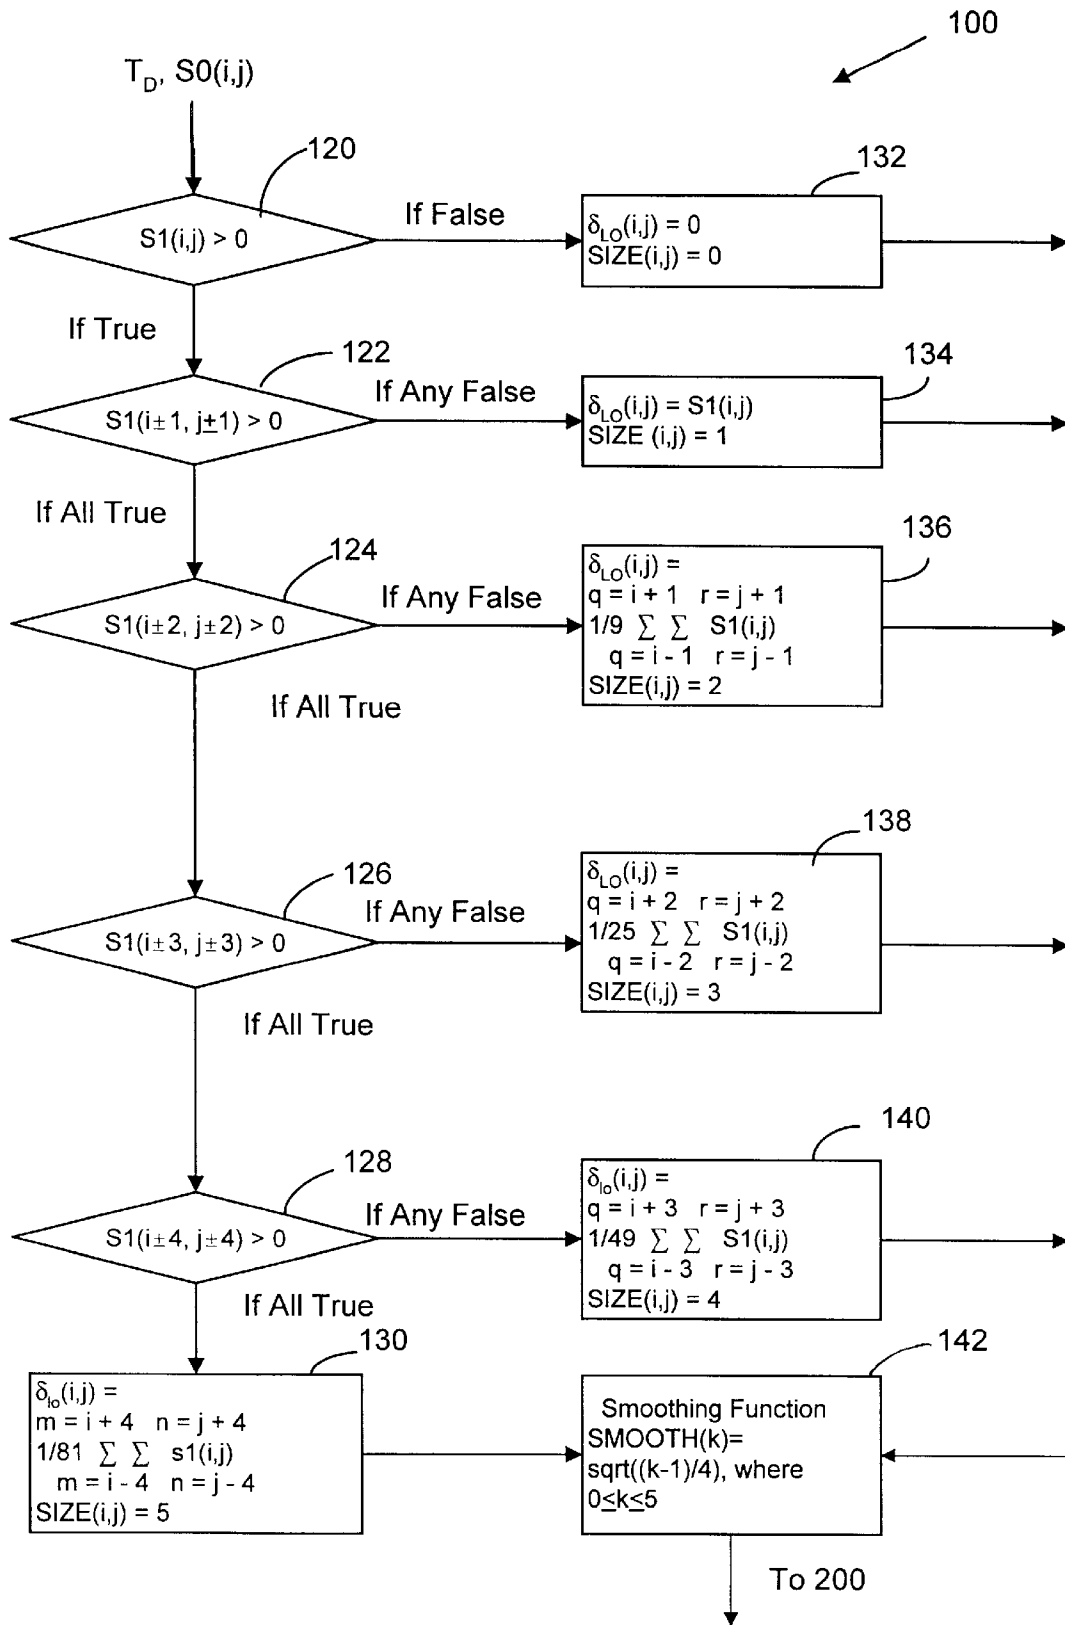 100
T_D, S0(i,j)
120
S1(i,j) > 0
If False
132
δ_LO(i,j) = 0
SIZE(i,j) = 0
If True
122
S1(i±1, j±1) > 0
If Any False
134
δ_LO(i,j) = S1(i,j)
SIZE (i,j) = 1
If All True
124
S1(i±2, j±2) > 0
If Any False
136
δ_LO(i,j) =
q = i + 1 r = j + 1
1/9 ∑ ∑ S1(i,j)
q = i - 1 r = j - 1
SIZE(i,j) = 2
If All True
126
S1(i±3, j±3) > 0
If Any False
138
δ_LO(i,j) =
q = i + 2 r = j + 2
1/25 ∑ ∑ S1(i,j)
q = i - 2 r = j - 2
SIZE(i,j) = 3
If All True
128
S1(i±4, j±4) > 0
If Any False
140
δ_lo(i,j) =
q = i + 3 r = j + 3
1/49 ∑ ∑ S1(i,j)
q = i - 3 r = j - 3
SIZE(i,j) = 4
If All True
130
δ_lo(i,j) =
m = i + 4 n = j + 4
1/81 ∑ ∑ s1(i,j)
m = i - 4 n = j - 4
SIZE(i,j) = 5
142
Smoothing Function
SMOOTH(k)=
sqrt((k-1)/4), where
0≤k≤5
To 200